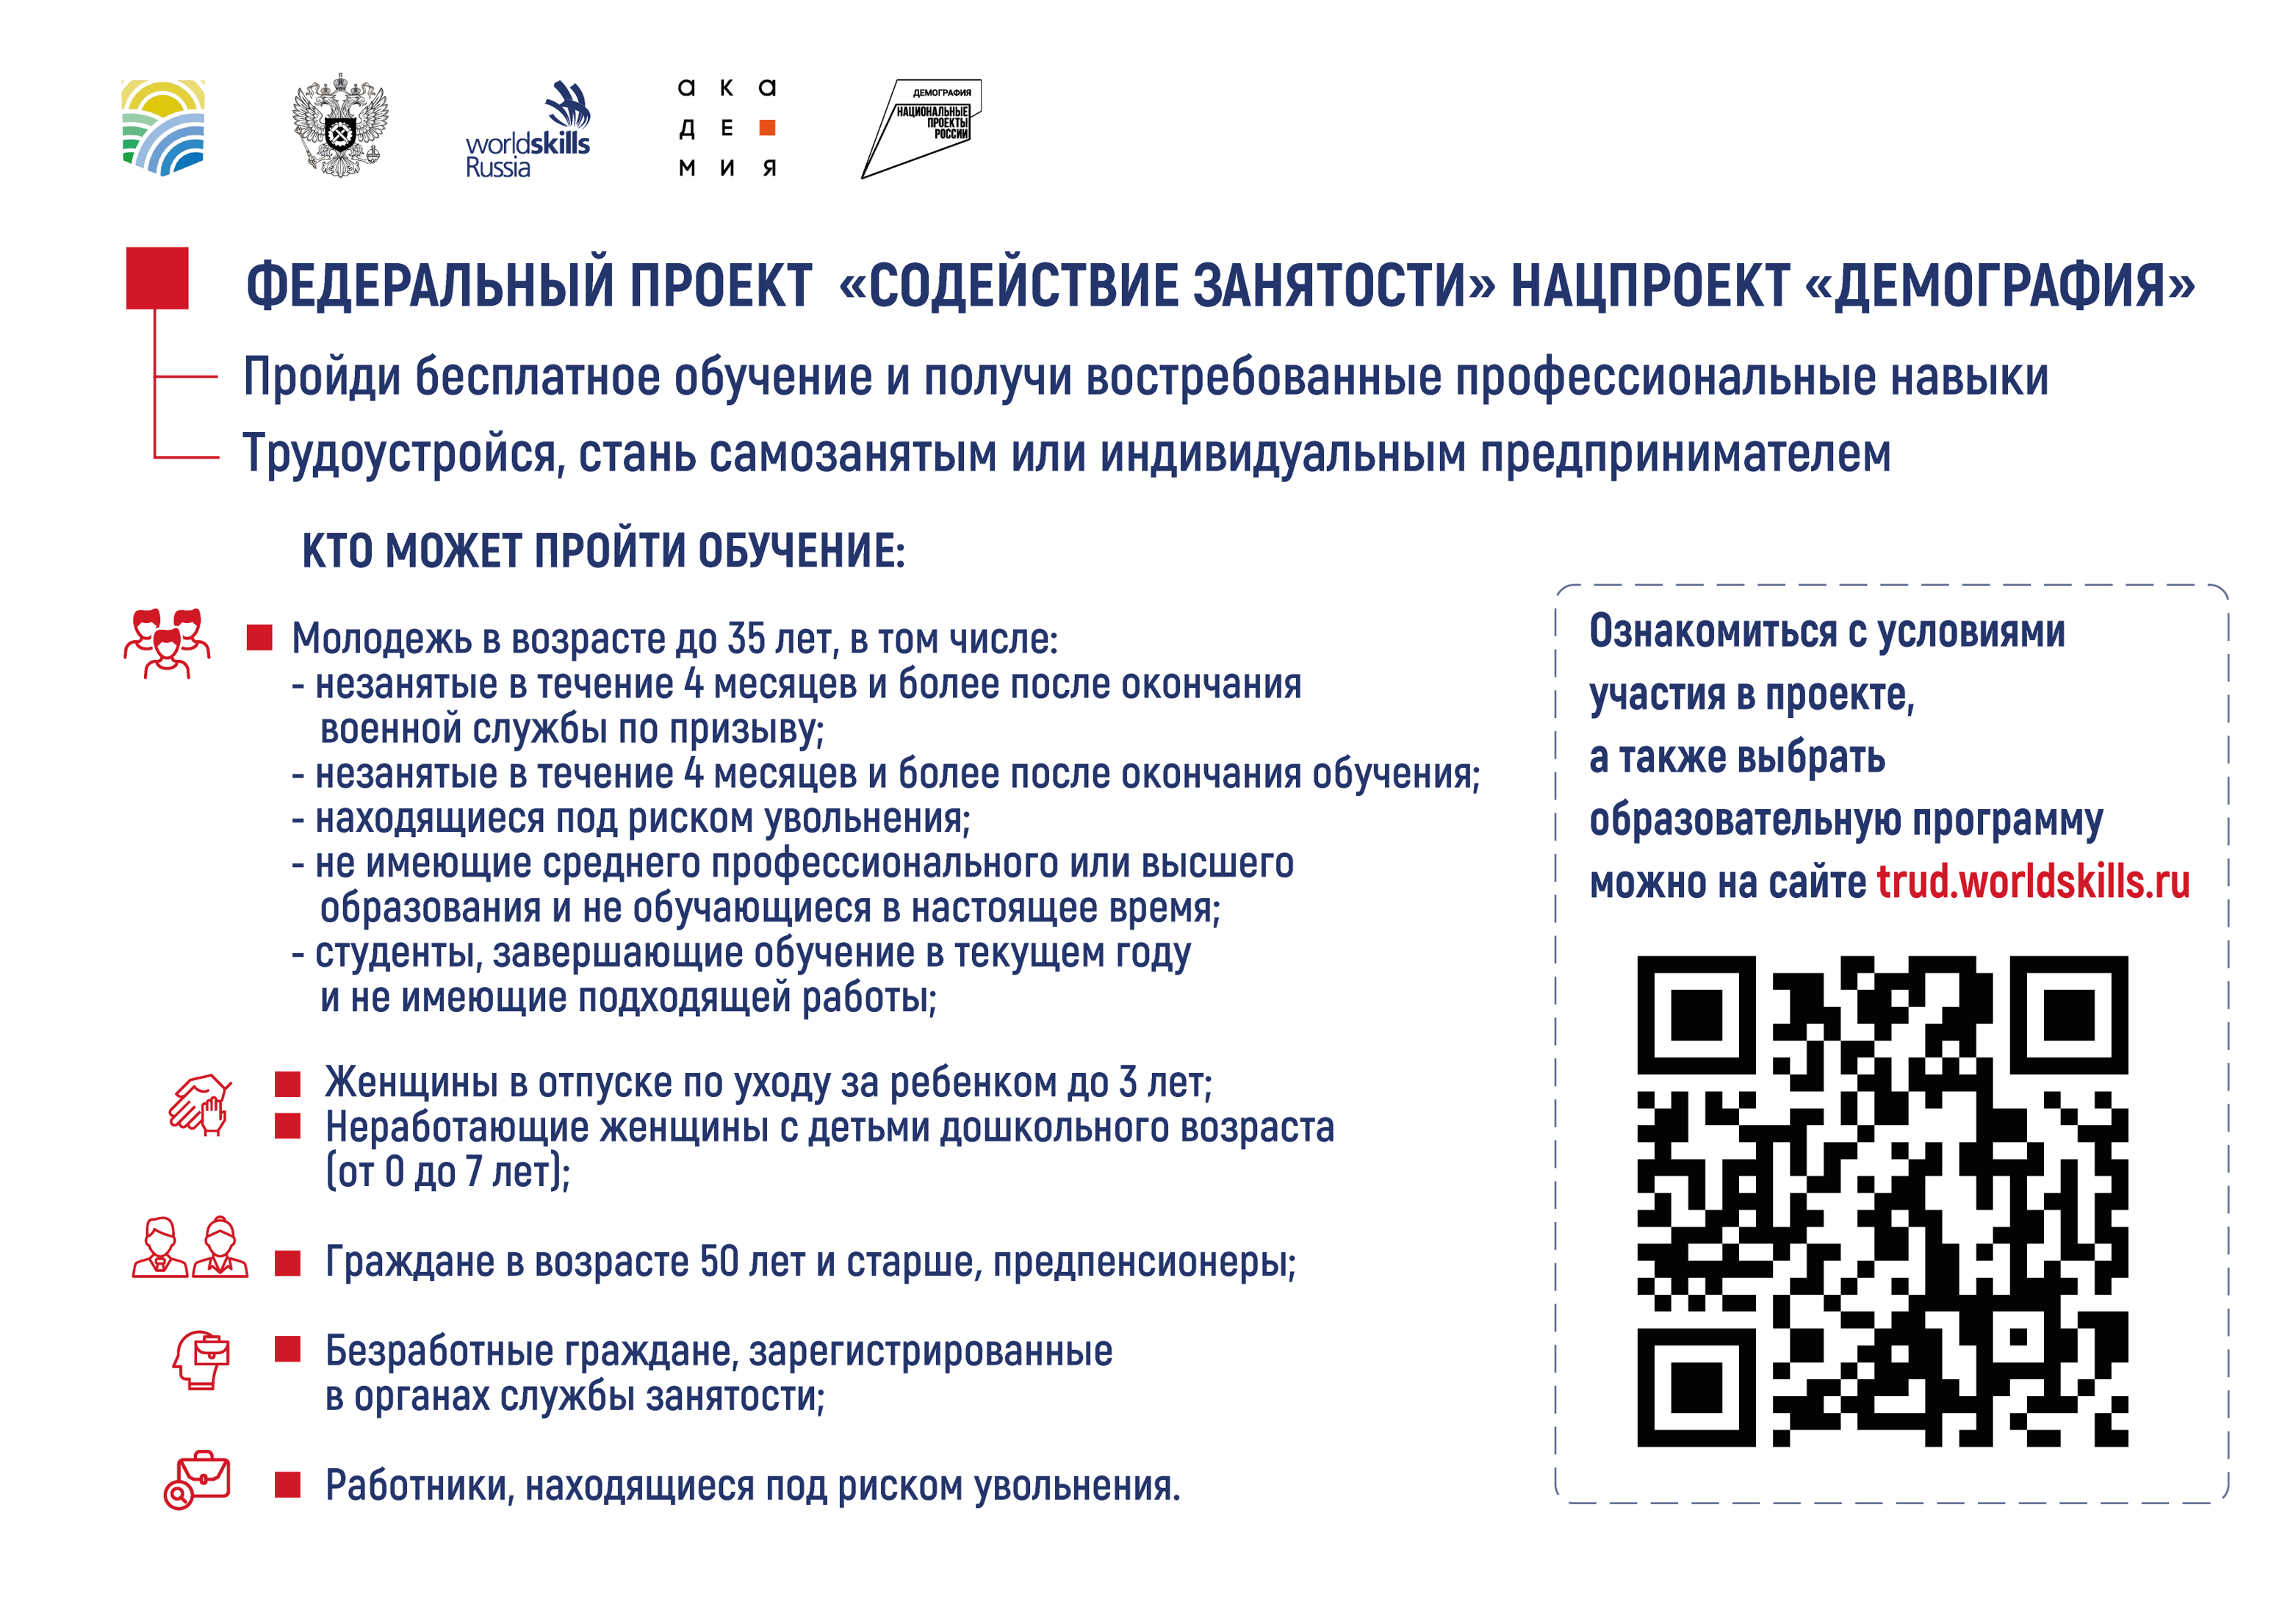 worldskills
Russia
ака
де
мия
ДЕМОГРАФИЯ
НАЦИОНАЛЬНЫЕ
ПРОЕКТЫ
РОССИИ
ФЕДЕРАЛЬНЫЙ ПРОЕКТ «СОДЕЙСТВИЕ ЗАНЯТОСТИ» НАЦПРОЕКТ «ДЕМОГРАФИЯ»
Пройди бесплатное обучение и получи востребованные профессиональные навыки
Трудоустройся, стань самозанятым или индивидуальным предпринимателем
КТО МОЖЕТ ПРОЙТИ ОБУЧЕНИЕ:
Молодежь в возрасте до 35 лет, в том числе:
- незанятые в течение 4 месяцев и более после окончания
военной службы по призыву;
- незанятые в течение 4 месяцев и более после окончания обучения;
- находящиеся под риском увольнения;
- не имеющие среднего профессионального или высшего
образования и не обучающиеся в настоящее время;
- студенты, завершающие обучение в текущем году
и не имеющие подходящей работы;
Женщины в отпуске по уходу за ребенком до 3 лет;
Неработающие женщины с детьми дошкольного возраста
(от 0 до 7 лет);
Граждане в возрасте 50 лет и старше, предпенсионеры;
Безработные граждане, зарегистрированные
в органах службы занятости;
Работники, находящиеся под риском увольнения.
Ознакомиться с условиями
участия в проекте,
а также выбрать
образовательную программу
можно на сайте trud.worldskills.ru